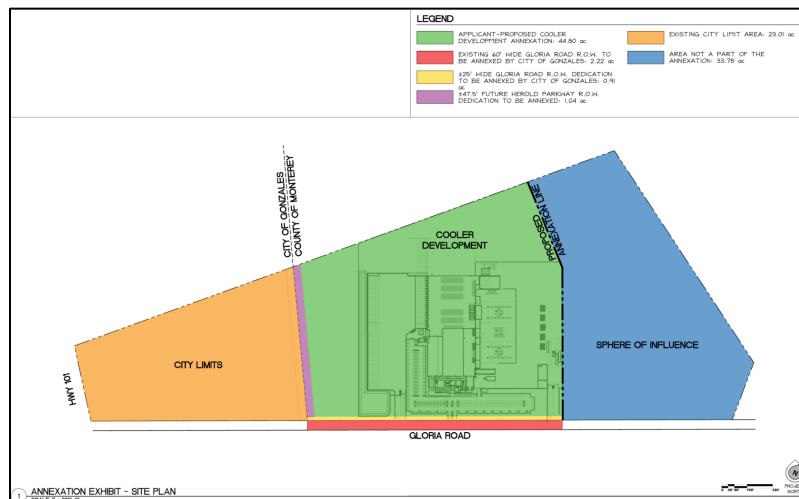 LEGEND
APPLICANT-PROPOSED COOLER
DEVELOPMENT ANNEXATION: 44.80 ac
EXISTING 60' WIDE GLORIA ROAD R.O.W. TO
BE ANNEXED BY CITY OF GONZALES: 2.22 ac
±25' WIDE GLORIA ROAD R.O.W. DEDICATION
TO BE ANNEXED BY CITY OF GONZALES: 0.91
ac
±47.5' FUTURE HEROLD PARKWAY R.O.W.
DEDICATION TO BE ANNEXED: 1.04 ac
EXISTING CITY LIMIT AREA: 23.01 ac
AREA NOT A PART OF THE
ANNEXATION: 33.78 ac
CITY OF GONZALES
COUNTY OF MONTEREY
COOLER
DEVELOPMENT
PROPOSED
ANNEXATION LINE
HWY 101
CITY LIMITS
SPHERE OF INFLUENCE
GLORIA ROAD
1 ANNEXATION EXHIBIT - SITE PLAN
N
PROJECT
NORTH